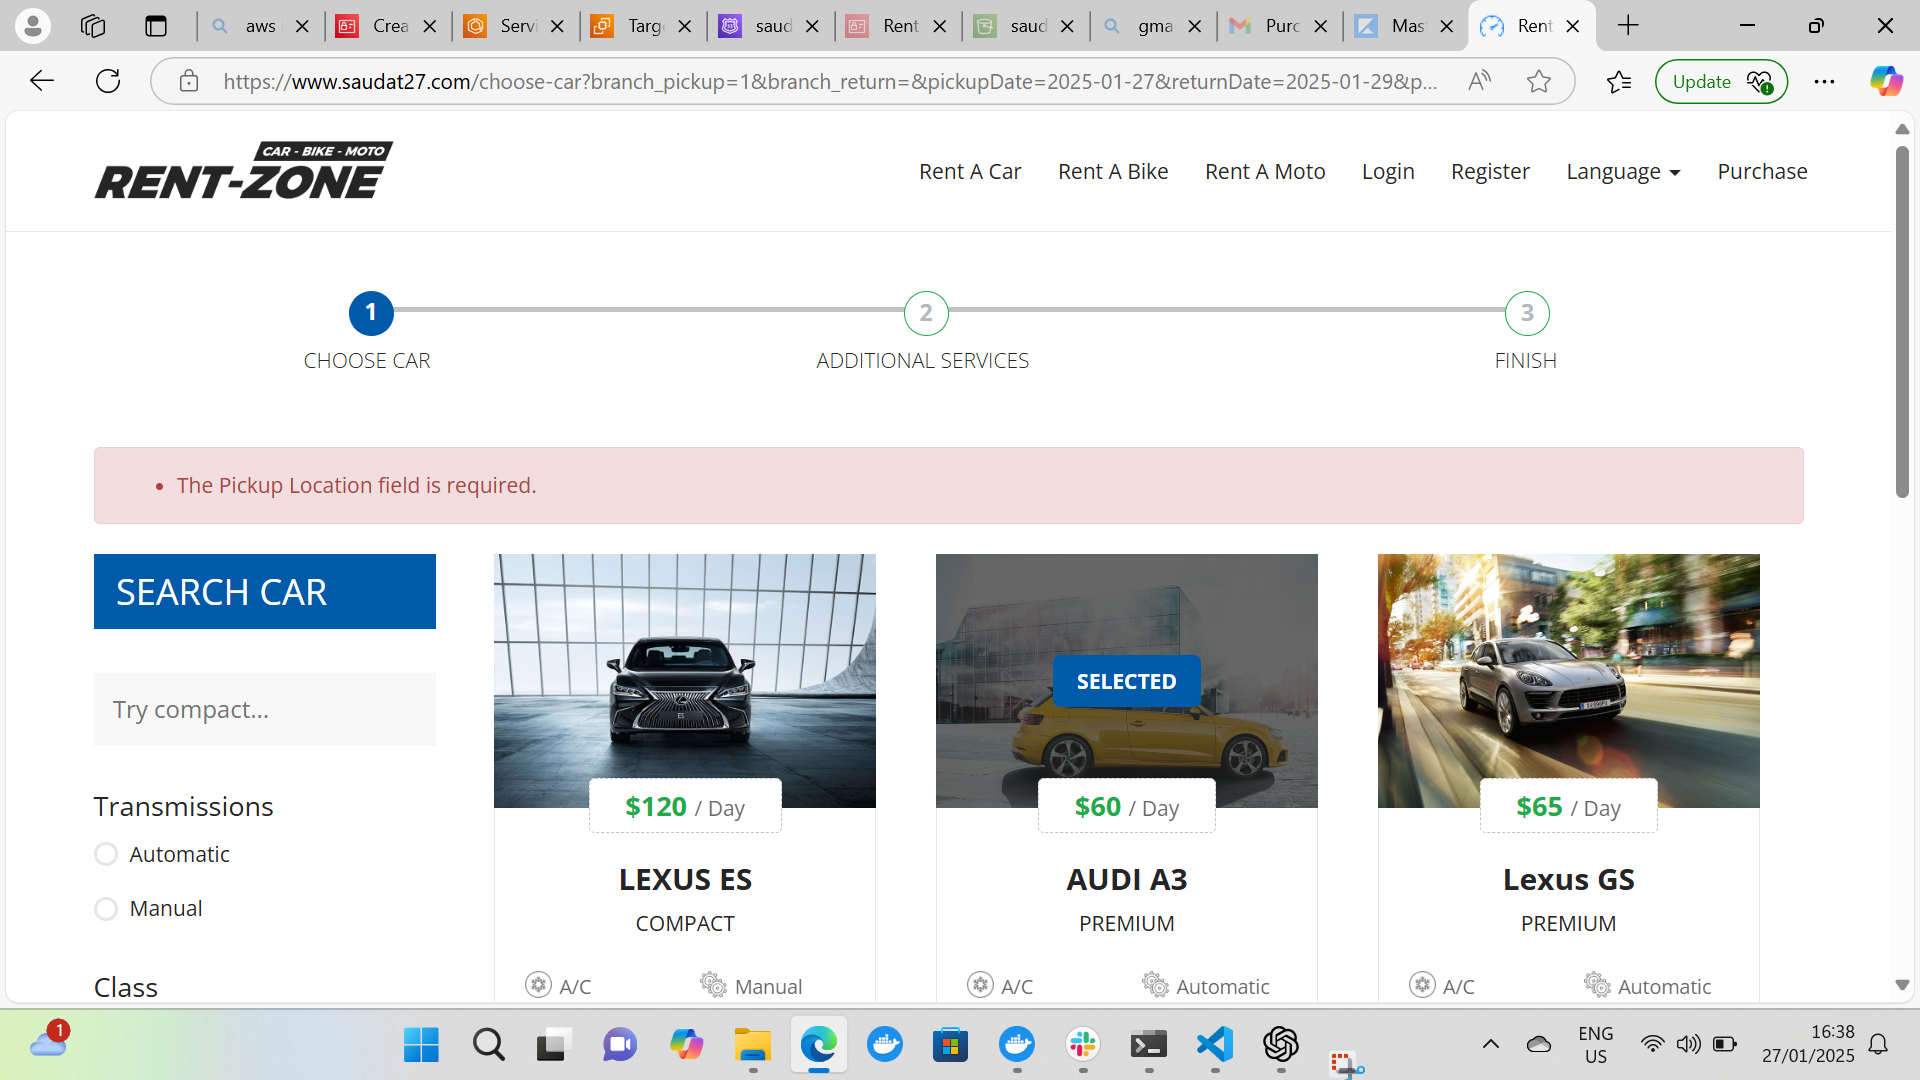 aws
Crea
Servi
Targe
saud
Rent
saud
gma
Purc
Mas
Rent
https://www.saudat27.com/choose-car?branch_pickup=1&branch_return=&pickupDate=2025-01-27&returnDate=2025-01-29&p...
Update
CAR - BIKE - MOTO
RENT-ZONE
Rent A Car
Rent A Bike
Rent A Moto
Login
Register
Language
Purchase
1
2
3
CHOOSE CAR
ADDITIONAL SERVICES
FINISH
• The Pickup Location field is required.
SEARCH CAR
Try compact...
Transmissions
Automatic
Manual
Class
$120 / Day
LEXUS ES
COMPACT
A/C
Manual
SELECTED
$60 / Day
AUDI A3
PREMIUM
A/C
Automatic
$65 / Day
Lexus GS
PREMIUM
A/C
Automatic
1
ENG
US
16:38
27/01/2025